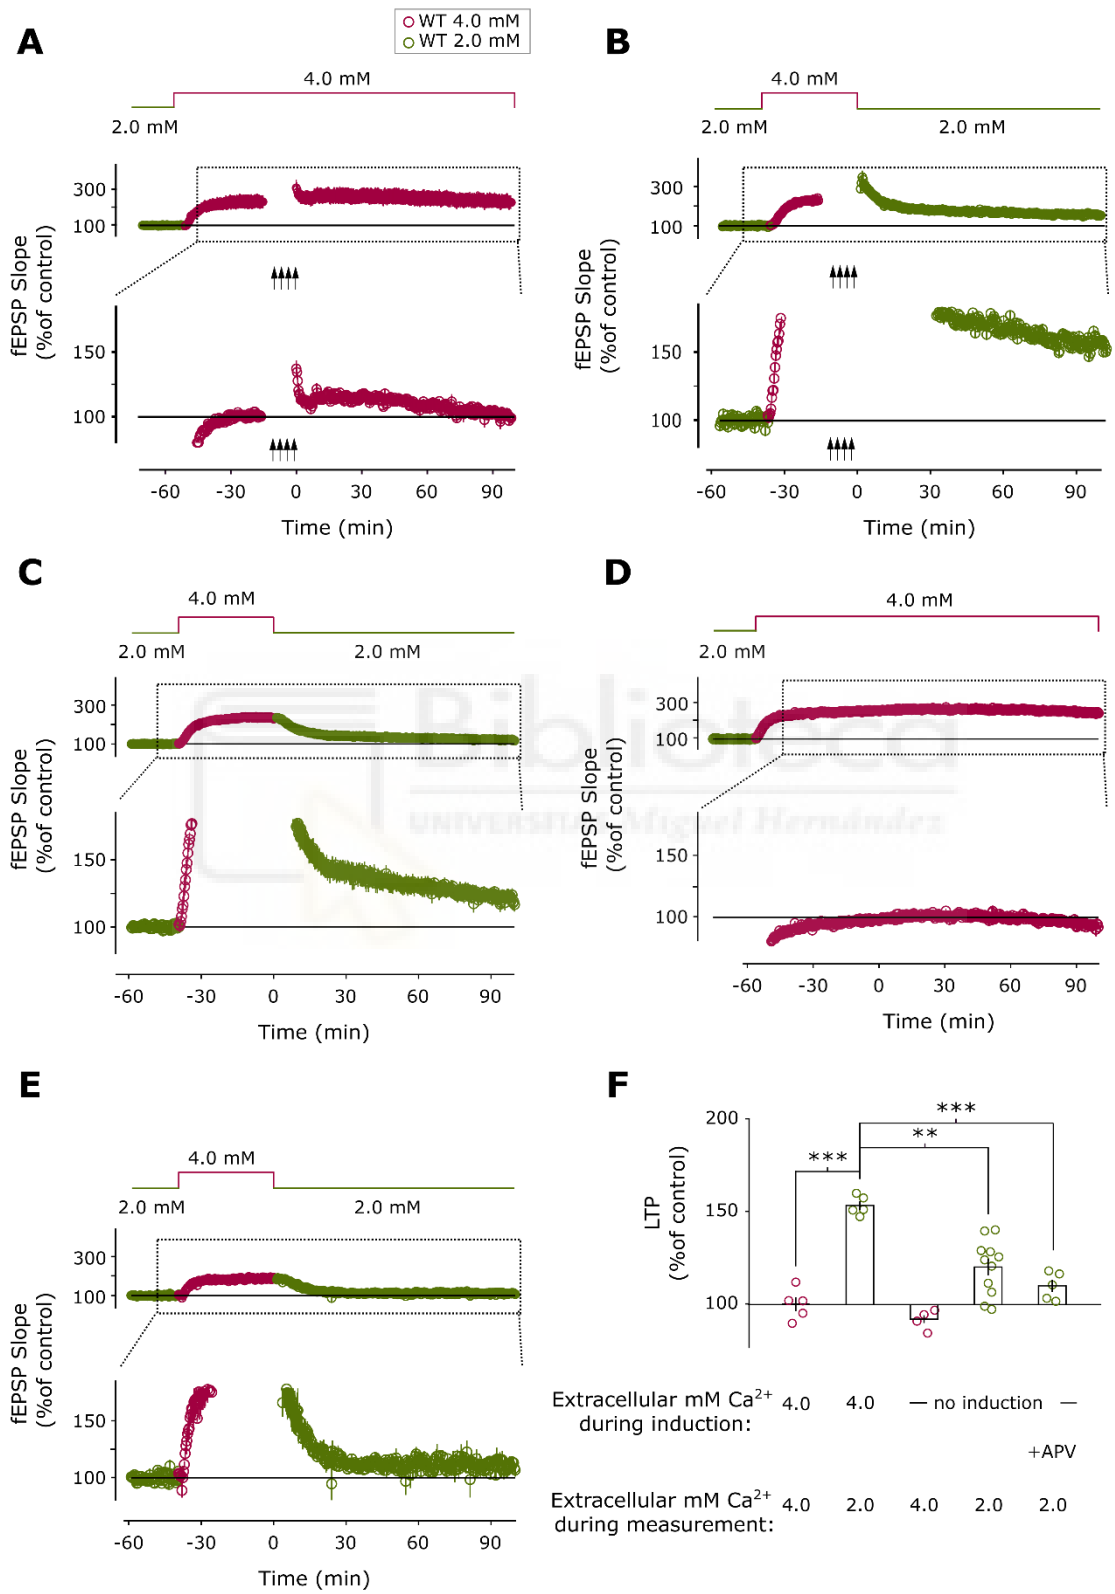 A
WT 4.0 mM
WT 2.0 mM
B
4.0 mM
2.0 mM
4.0 mM
2.0 mM
2.0 mM
fEPSP Slope
(%of control)
300
100
150
100
-60 -30 0 30 60 90
Time (min)
fEPSP Slope
(%of control)
300
100
150
100
-60 -30 0 30 60 90
Time (min)
C
4.0 mM
2.0 mM
2.0 mM
D
4.0 mM
2.0 mM
fEPSP Slope
(%of control)
300
100
150
100
-60 -30 0 30 60 90
Time (min)
fEPSP Slope
(%of control)
300
100
150
100
-60 -30 0 30 60 90
Time (min)
Biblioteca
UNIVERSITAS Miguel Hernández
E
4.0 mM
2.0 mM
2.0 mM
fEPSP Slope
(%of control)
300
100
150
100
-60 -30 0 30 60 90
Time (min)
F
LTP
(%of control)
200
150
100
***
**
***
Extracellular mM Ca²⁺
during induction:
4.0 4.0 — no induction —
+APV
Extracellular mM Ca²⁺
during measurement:
4.0 2.0 4.0 2.0 2.0